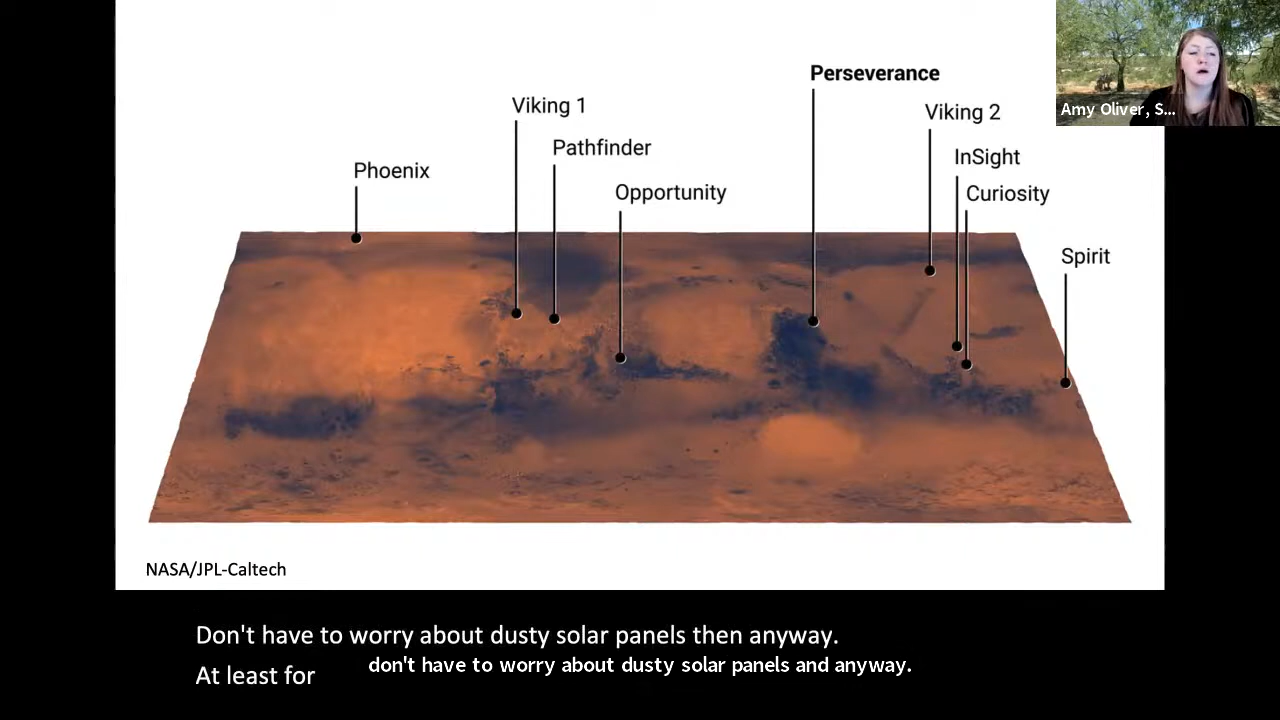 Perseverance
Viking 1
Viking 2
Pathfinder
InSight
Phoenix
Opportunity
Curiosity
Spirit
Amy Oliver, S...
NASA/JPL-Caltech
Don't have to worry about dusty solar panels then anyway.
At least for
don't have to worry about dusty solar panels and anyway.